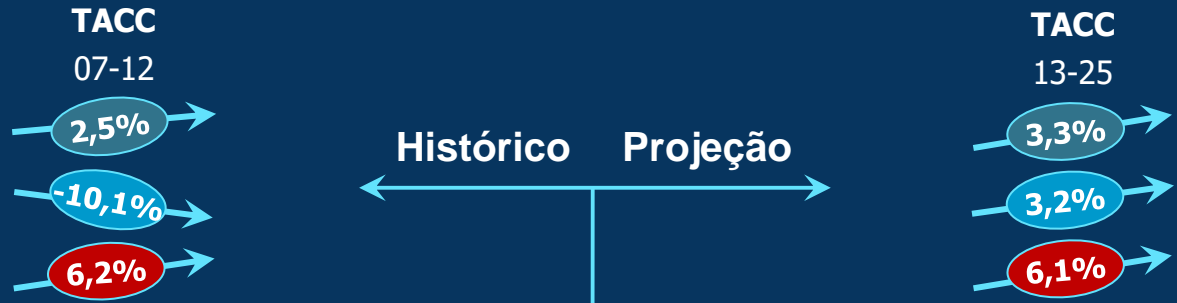 TACC
07-12
2,5%
-10,1%
6,2%
Histórico Projeção
TACC
13-25
3,3%
3,2%
6,1%